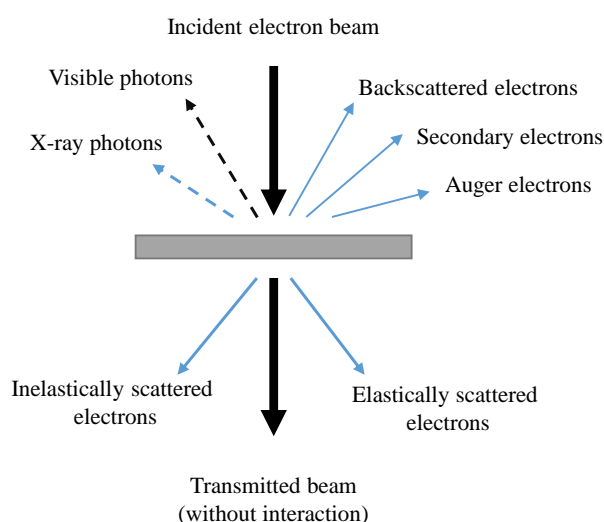 Incident electron beam
Visible photons
Backscattered electrons
X-ray photons
Secondary electrons
Auger electrons
Inelastically scattered
electrons
Elastically scattered
electrons
Transmitted beam
(without interaction)